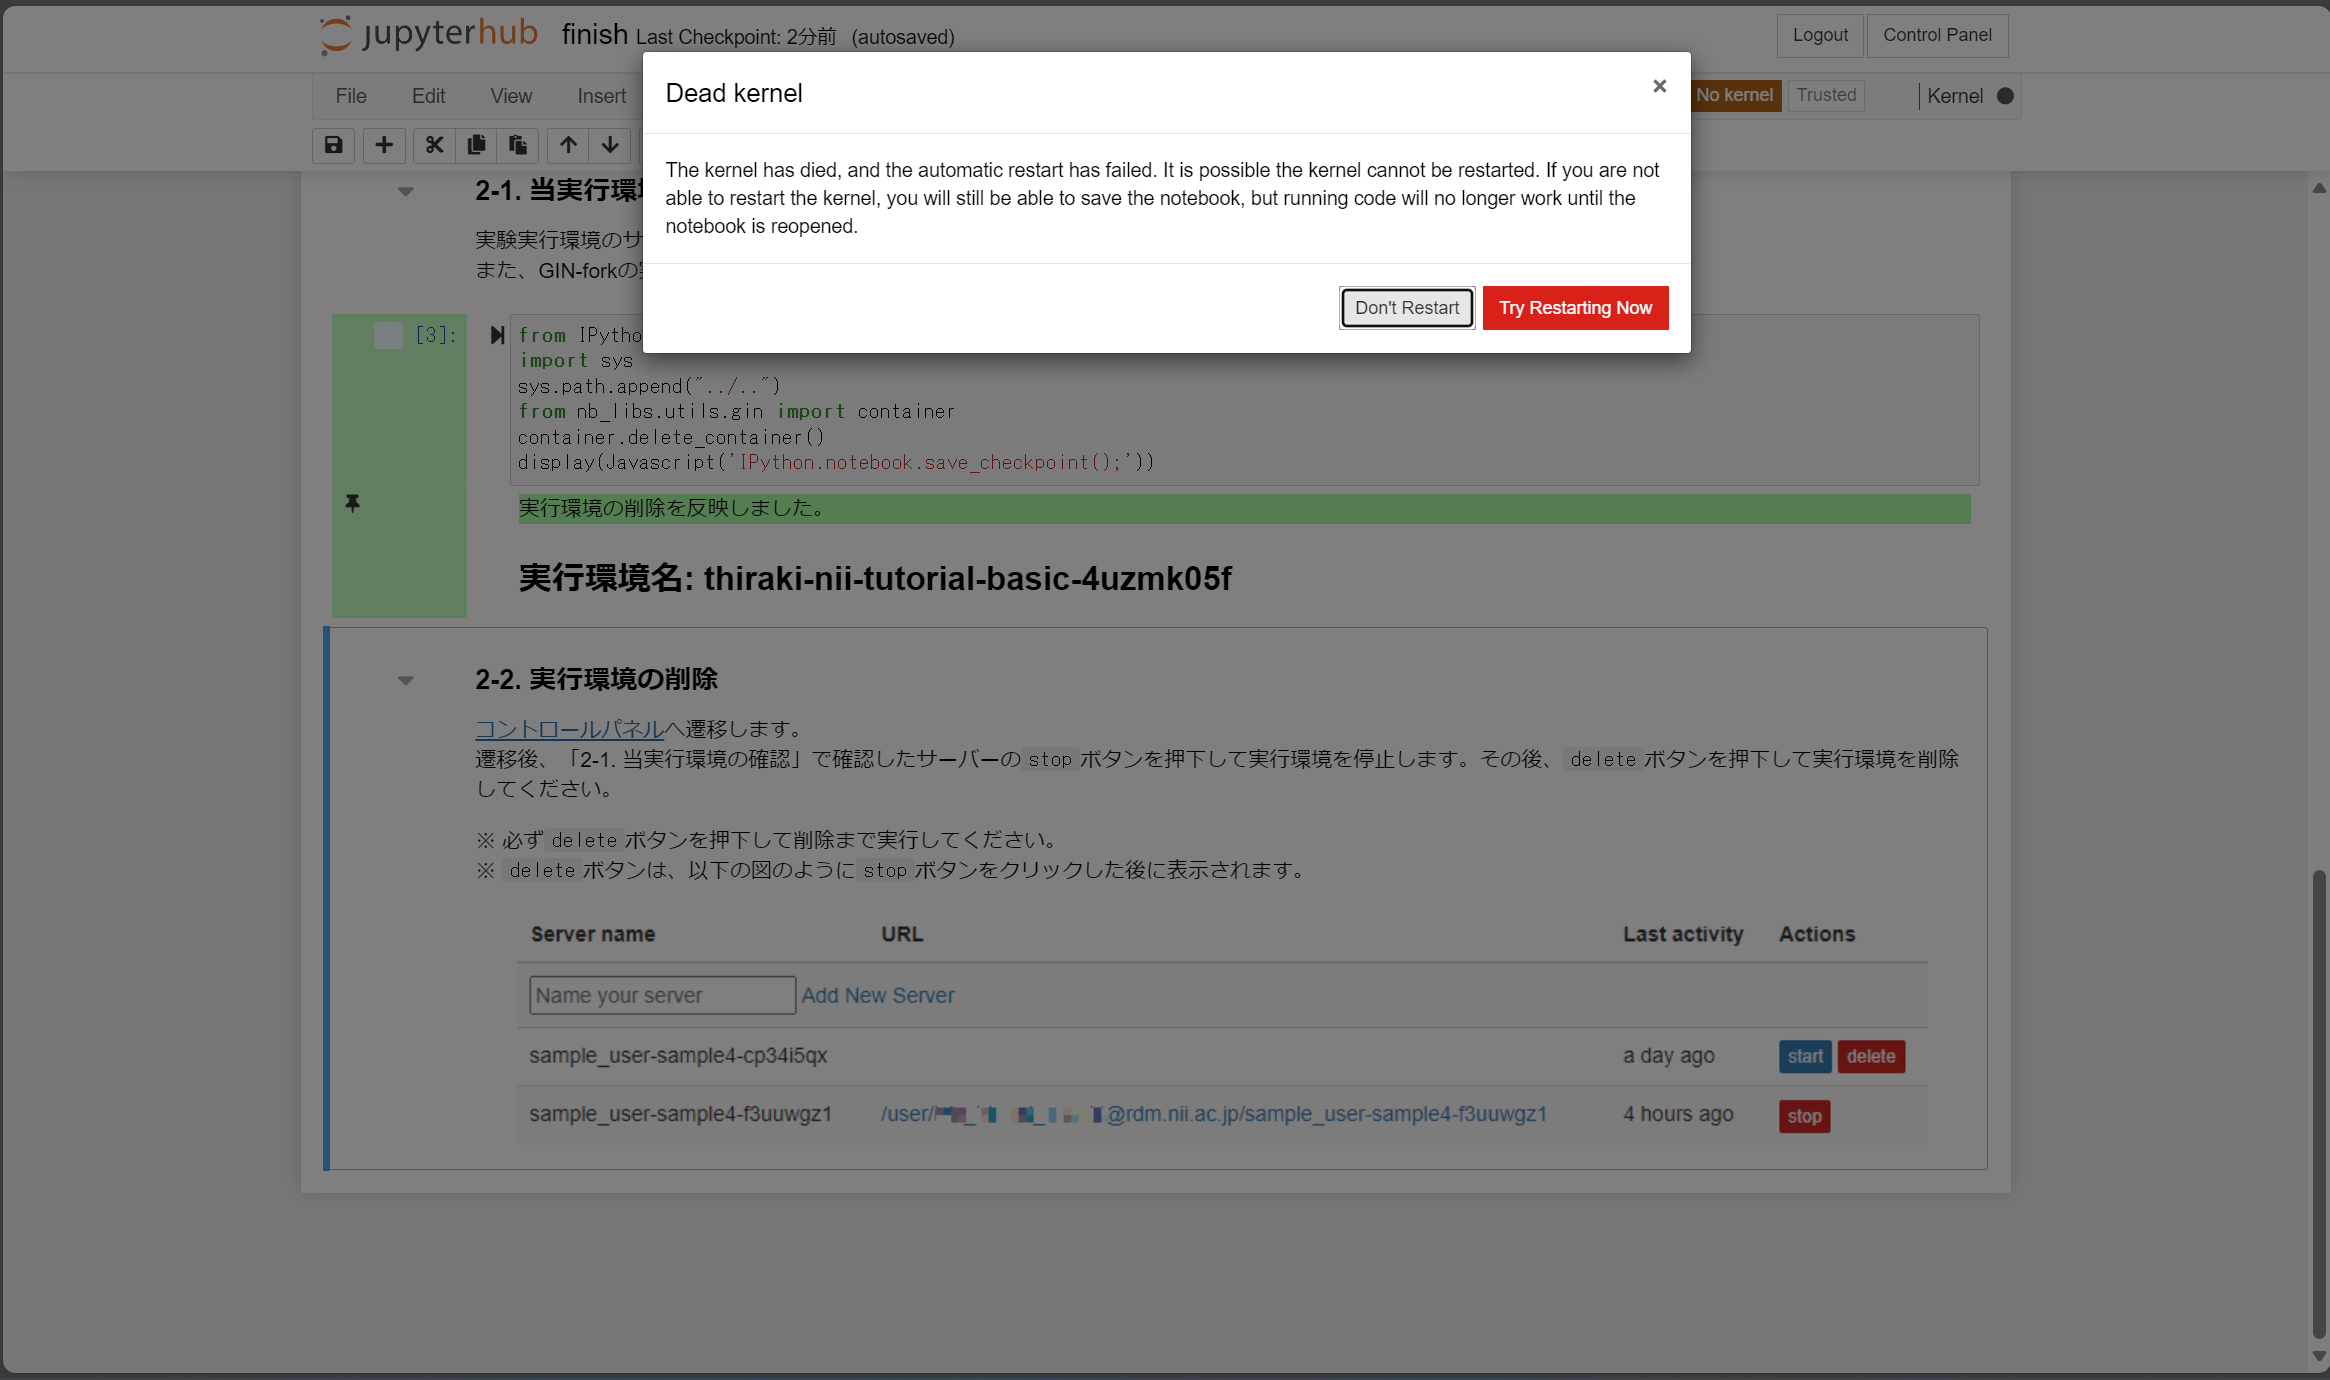 jupyterhub finish Last Checkpoint: 2分前 (autosaved)
Logout
Control Panel
File Edit View Insert
No kernel
Trusted
Kernel
Dead kernel
×
The kernel has died, and the automatic restart has failed. It is possible the kernel cannot be restarted. If you are not
able to restart the kernel, you will still be able to save the notebook, but running code will no longer work until the
notebook is reopened.
Don't Restart
Try Restarting Now
2-1. 当実行環
実験実行環境のサ
また、GIN-forkの
[3]:
from IPytho
import sys
sys.path.append("../..")
from nb_libs.utils.gin import container
container.delete_container()
display(Javascript('IPython.notebook.save_checkpoint();'))
実行環境の削除を反映しました。
実行環境名: thiraki-nii-tutorial-basic-4uzmk05f
2-2. 実行環境の削除
コントロールパネルへ遷移します。
遷移後、「2-1. 当実行環境の確認」で確認したサーバーの stop ボタンを押下して実行環境を停止します。その後、 delete ボタンを押下して実行環境を削除
してください。
※ 必ず delete ボタンを押下して削除まで実行してください。
※ delete ボタンは、以下の図のように stop ボタンをクリックした後に表示されます。
Server name URL Last activity Actions
Name your server Add New Server
sample_user-sample4-cp34i5qx a day ago start delete
sample_user-sample4-f3uuwgz1 /user/ @rdm.nii.ac.jp/sample_user-sample4-f3uuwgz1 4 hours ago stop